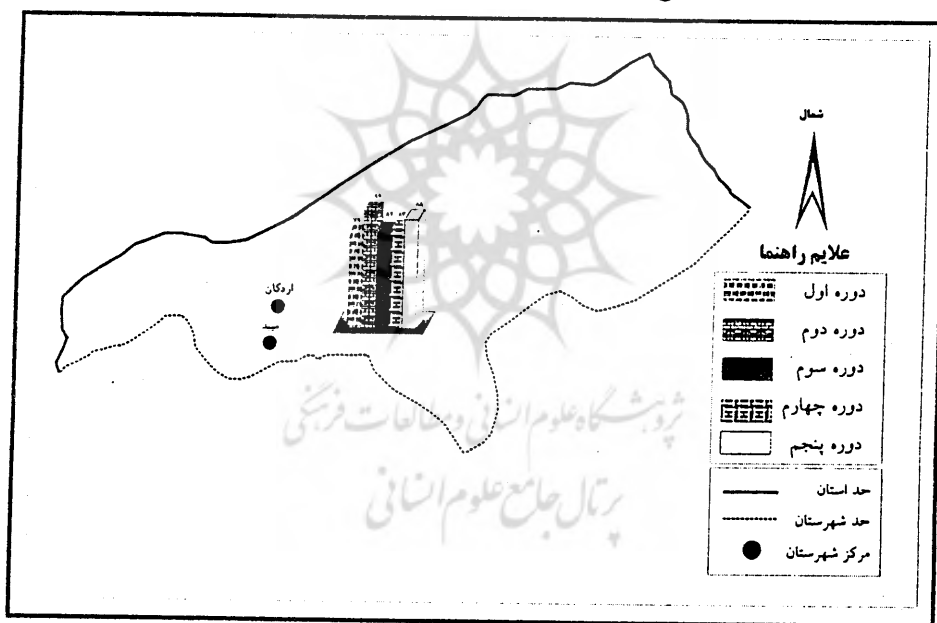 شمال
علایم راهنما
دوره اول
دوره دوم
دوره سوم
دوره چهارم
دوره پنجم
حد استان
حد شهرستان
مرکز شهرستان
اردکان
میبد
پژوهشگاه علوم انسانی و مطالعات فرهنگی
پرتال جامع علوم انسانی